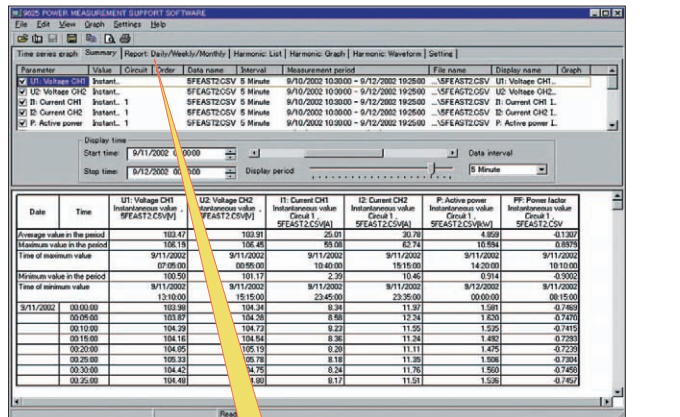 9625 POWER MEASUREMENT SUPPORT SOFTWARE
File Edit View Graph Settings Help
Time series graph Summary Report: Daily/Weekly/Monthly Harmonic: List Harmonic: Graph Harmonic: Waveform Setting
Parameter Value Circuit Order Data name Interval Measurement period File name Display name Graph
U1: Voltage CH1 Instant... 5FEAST2.CSV 5 Minute 9/10/2002 10:30:00 - 9/12/2002 19:25:00 ...\5FEAST2.CSV U1: Voltage CH1...
U2: Voltage CH2 Instant... 5FEAST2.CSV 5 Minute 9/10/2002 10:30:00 - 9/12/2002 19:25:00 ...\5FEAST2.CSV U2: Voltage CH2...
I1: Current CH1 Instant... 1 5FEAST2.CSV 5 Minute 9/10/2002 10:30:00 - 9/12/2002 19:25:00 ...\5FEAST2.CSV I1: Current CH1 I...
I2: Current CH2 Instant... 1 5FEAST2.CSV 5 Minute 9/10/2002 10:30:00 - 9/12/2002 19:25:00 ...\5FEAST2.CSV I2: Current CH2 I...
P: Active power Instant... 1 5FEAST2.CSV 5 Minute 9/10/2002 10:30:00 - 9/12/2002 19:25:00 ...\5FEAST2.CSV P: Active power I...
Display time
Start time: 9/11/2002 Data interval
Stop time: 9/12/2002 Display period 5 Minute
Date Time U1: Voltage CH1 U2: Voltage CH2 I1: Current CH1 I2: Current CH2 P: Active power PF: Power factor
Instantaneous value , Instantaneous value , Instantaneous value Instantaneous value Instantaneous value Instantaneous value
5FEAST2.CSV[V] 5FEAST2.CSV[V] Circuit 1 , Circuit 1 , Circuit 1 , Circuit 1 ,
5FEAST2.CSV[A] 5FEAST2.CSV[A] 5FEAST2.CSV[kW] 5FEAST2.CSV
Average value in the period 103.47 103.91 25.01 30.78 4.859 -0.1307
Maximum value in the period 106.19 106.45 59.08 62.74 10.594 0.8979
Time of maximum value 9/11/2002 9/11/2002 9/11/2002 9/11/2002 9/11/2002 9/11/2002
07:05:00 00:55:00 10:40:00 15:15:00 14:20:00 10:10:00
Minimum value in the period 100.50 101.17 2.39 10.46 0.914 -0.9002
Time of minimum value 9/11/2002 9/11/2002 9/11/2002 9/11/2002 9/12/2002 9/11/2002
13:10:00 15:15:00 23:45:00 23:35:00 00:00:00 08:15:00
9/11/2002 00:00:00 103.98 104.34 8.34 11.97 1.581 -0.7469
00:05:00 103.87 104.28 8.58 12.24 1.620 -0.7470
00:10:00 104.39 104.73 8.23 11.55 1.535 -0.7415
00:15:00 104.16 104.54 8.36 11.24 1.492 -0.7293
00:20:00 104.85 105.19 8.20 11.11 1.475 -0.7239
00:25:00 105.33 105.78 8.18 11.35 1.506 -0.7304
00:30:00 104.42 104.75 8.24 11.76 1.560 -0.7458
00:35:00 104.48 8.17 11.51 1.536 -0.7457
Read